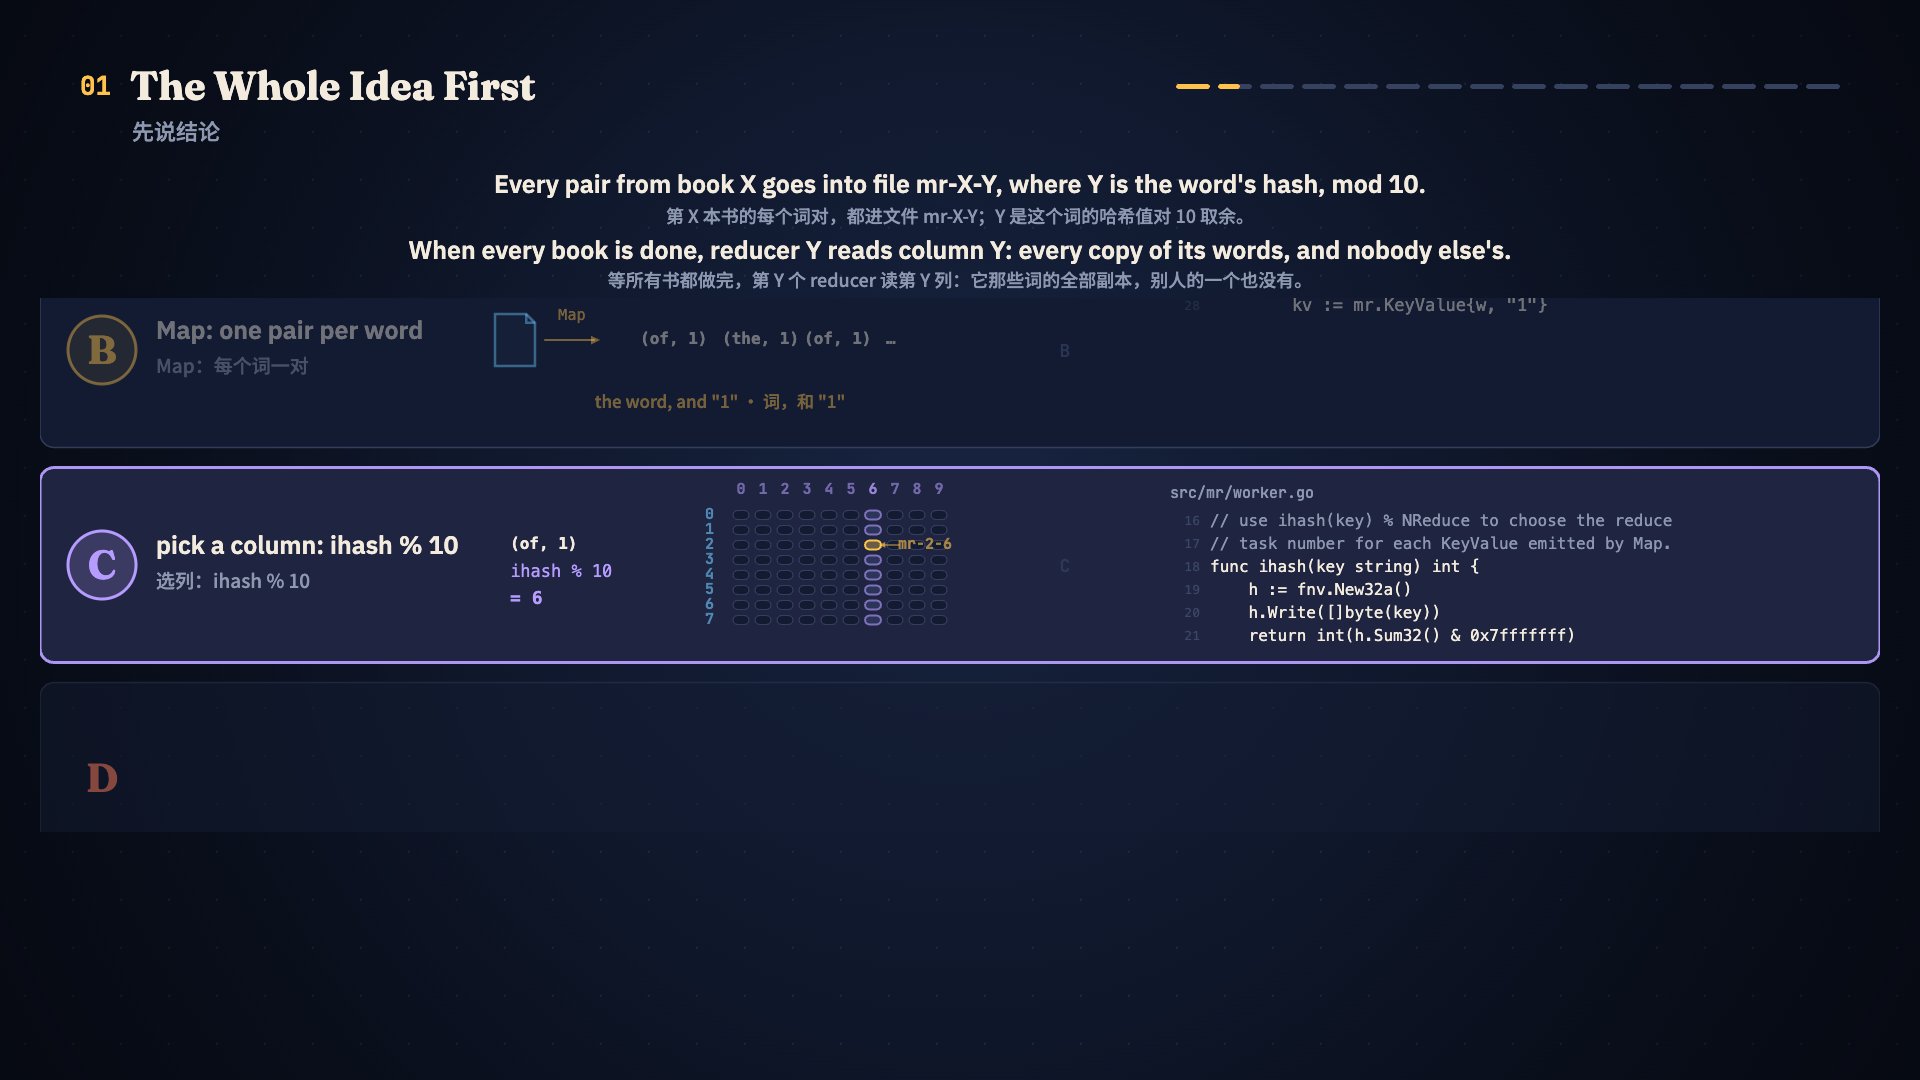 01 The Whole Idea First
先说结论
Every pair from book X goes into file mr-X-Y, where Y is the word's hash, mod 10.
第 X 本书的每个词对，都进文件 mr-X-Y；Y 是这个词的哈希值对 10 取余。
When every book is done, reducer Y reads column Y: every copy of its words, and nobody else's.
等所有书都做完，第 Y 个 reducer 读第 Y 列：它那些词的全部副本，别人的一个也没有。
B
Map: one pair per word
Map：每个词一对
Map
(of, 1) (the, 1) (of, 1) …
the word, and "1" · 词，和 "1"
B
28 kv := mr.KeyValue{w, "1"}
C
pick a column: ihash % 10
选列：ihash % 10
(of, 1)
ihash % 10
= 6
0 1 2 3 4 5 6 7 8 9
0
1
2 mr-2-6
3
4
5
6
7
C
src/mr/worker.go
16 // use ihash(key) % NReduce to choose the reduce
17 // task number for each KeyValue emitted by Map.
18 func ihash(key string) int {
19 h := fnv.New32a()
20 h.Write([]byte(key))
21 return int(h.Sum32() & 0x7fffffff)
D